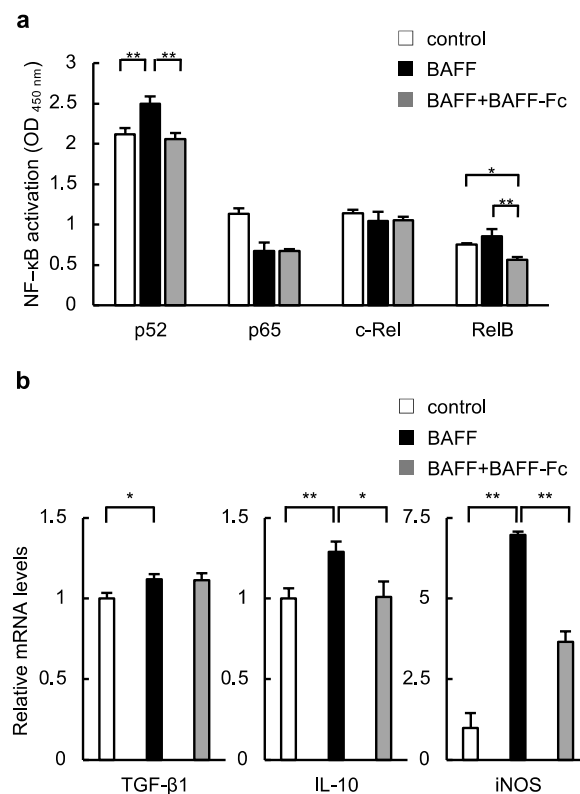 a
control
BAFF
BAFF+BAFF-Fc
NF–κB activation (OD 450 nm)
3
2.5
2
1.5
1
0.5
0
** **
*
**
p52 p65 c-Rel RelB
b
control
BAFF
BAFF+BAFF-Fc
Relative mRNA levels
* ** * ** **
1.5 1.5 7.5
1 1 5
0.5 0.5 2.5
0 0 0
TGF-β1 IL-10 iNOS